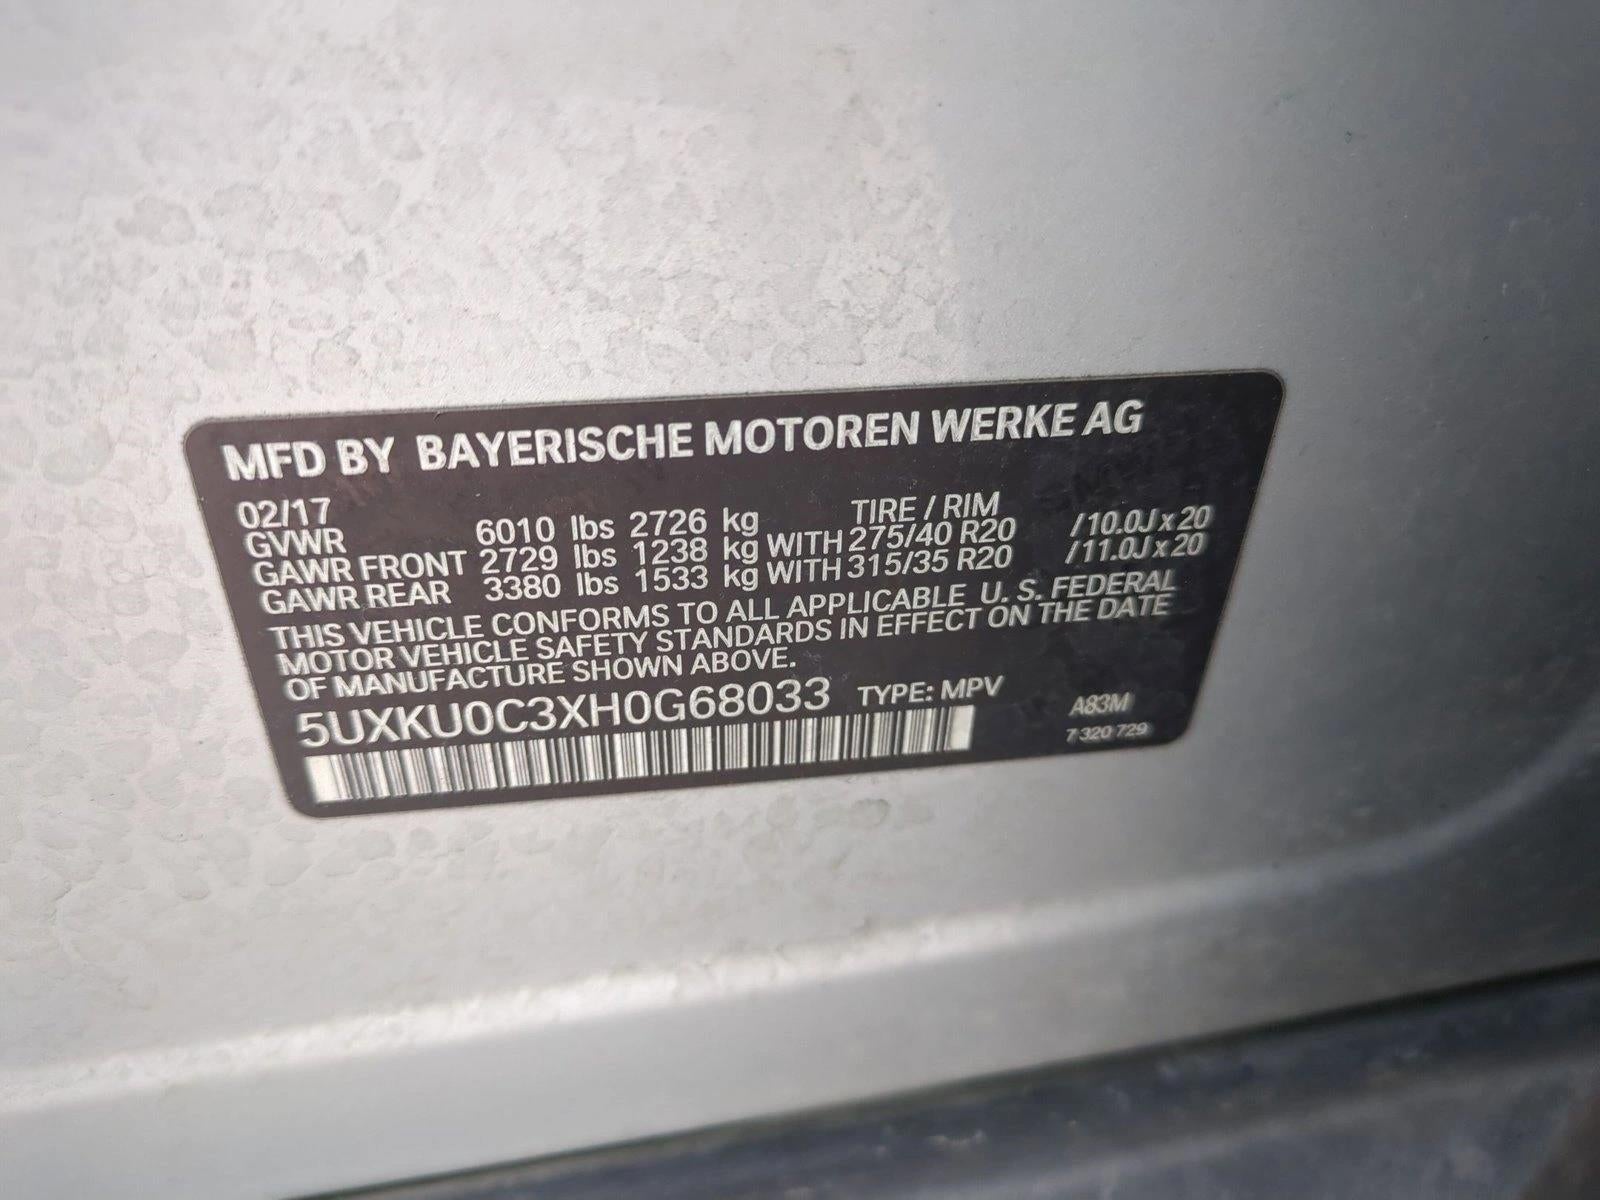 MFD BY BAYERISCHE MOTOREN WERKE AG
02/17 TIRE / RIM
GVWR 6010 lbs 2726 kg
GAWR FRONT 2729 lbs 1238 kg WITH 275/40 R20 /10.0J x 20
GAWR REAR 3380 lbs 1533 kg WITH 315/35 R20 /11.0J x 20
THIS VEHICLE CONFORMS TO ALL APPLICABLE U. S. FEDERAL
MOTOR VEHICLE SAFETY STANDARDS IN EFFECT ON THE DATE
OF MANUFACTURE SHOWN ABOVE.
5UXKU0C3XH0G68033 TYPE: MPV A83M
7 320 729